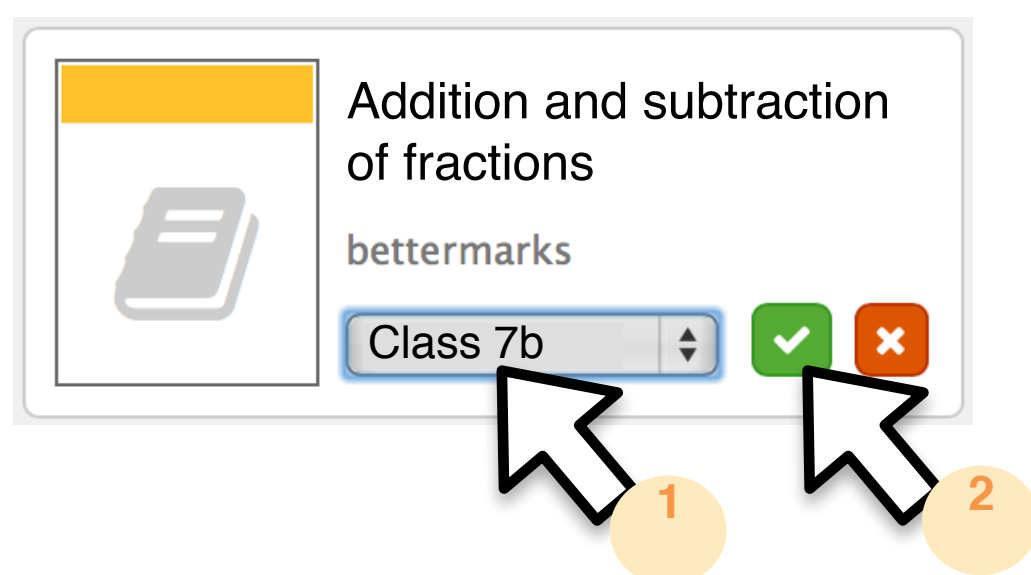 Addition and subtraction
of fractions
bettermarks
Class 7b
1
2